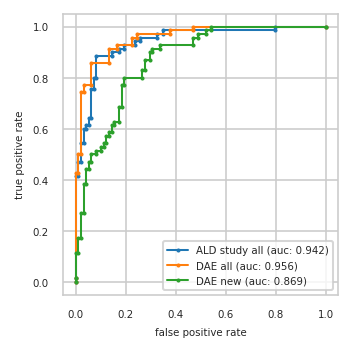 1.0
0.8
0.6
0.4
0.2
0.0
true positive rate
ALD study all (auc: 0.942)
DAE all (auc: 0.956)
DAE new (auc: 0.869)
0.0 0.2 0.4 0.6 0.8 1.0
false positive rate